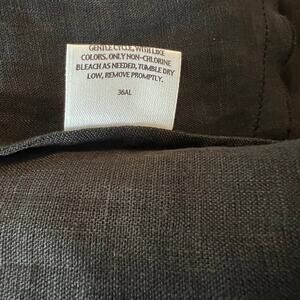 GENTLE CYCLE, WITH LIKE
COLORS, ONLY NON-CHLORINE
BLEACH AS NEEDED, TUMBLE DRY
LOW, REMOVE PROMPTLY.
36AL